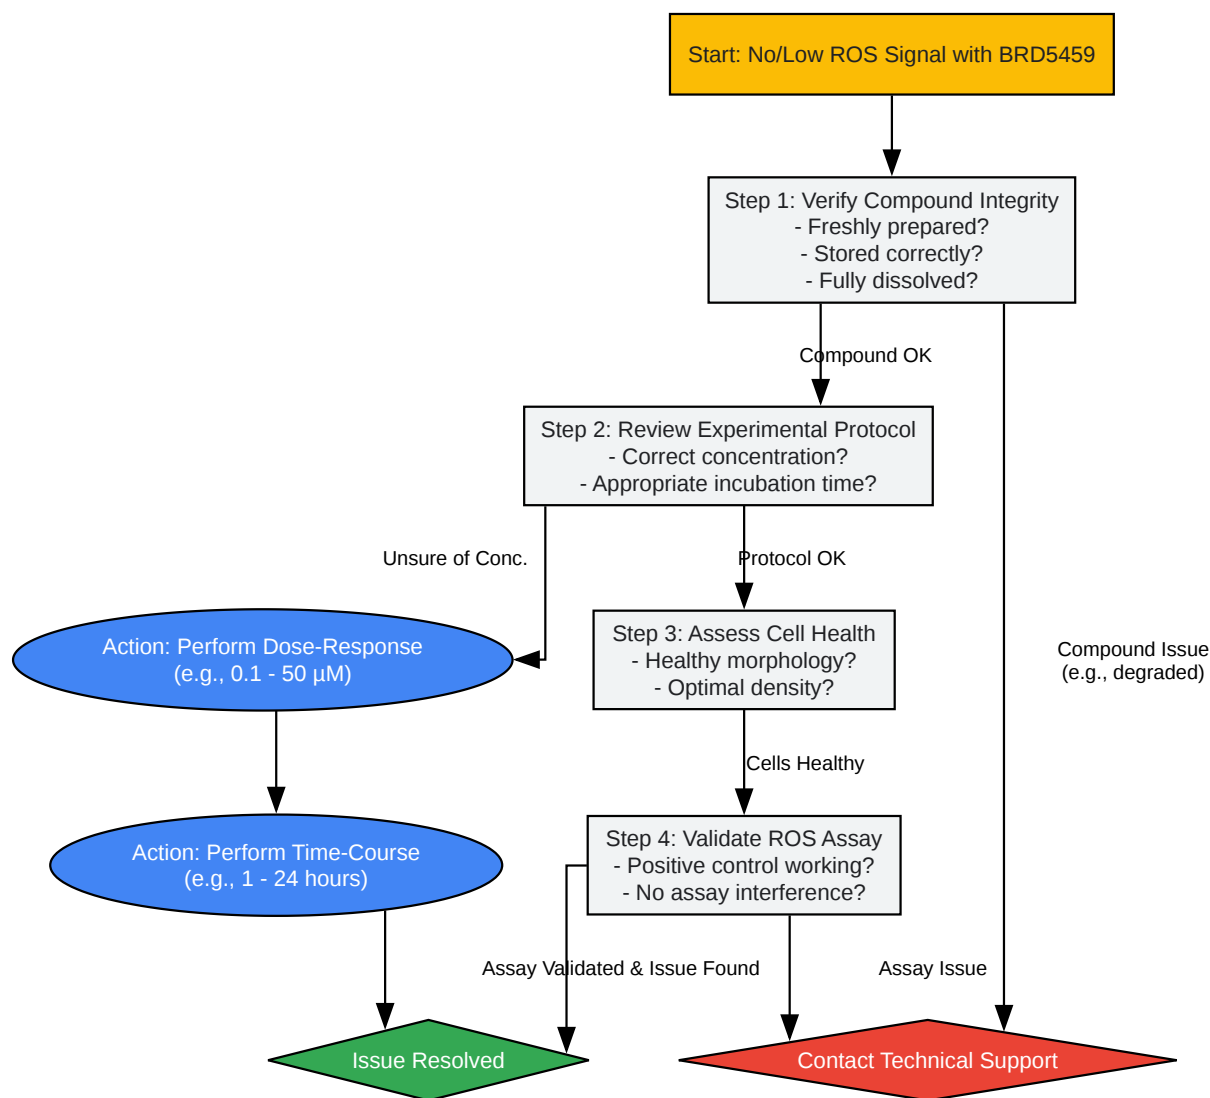 Start: No/Low ROS Signal with BRD5459
Step 1: Verify Compound Integrity
- Freshly prepared?
- Stored correctly?
- Fully dissolved?
Compound OK
Step 2: Review Experimental Protocol
- Correct concentration?
- Appropriate incubation time?
Unsure of Conc.
Protocol OK
Action: Perform Dose-Response
(e.g., 0.1 - 50 µM)
Step 3: Assess Cell Health
- Healthy morphology?
- Optimal density?
Compound Issue
(e.g., degraded)
Cells Healthy
Action: Perform Time-Course
(e.g., 1 - 24 hours)
Step 4: Validate ROS Assay
- Positive control working?
- No assay interference?
Assay Validated & Issue Found
Assay Issue
Issue Resolved
Contact Technical Support